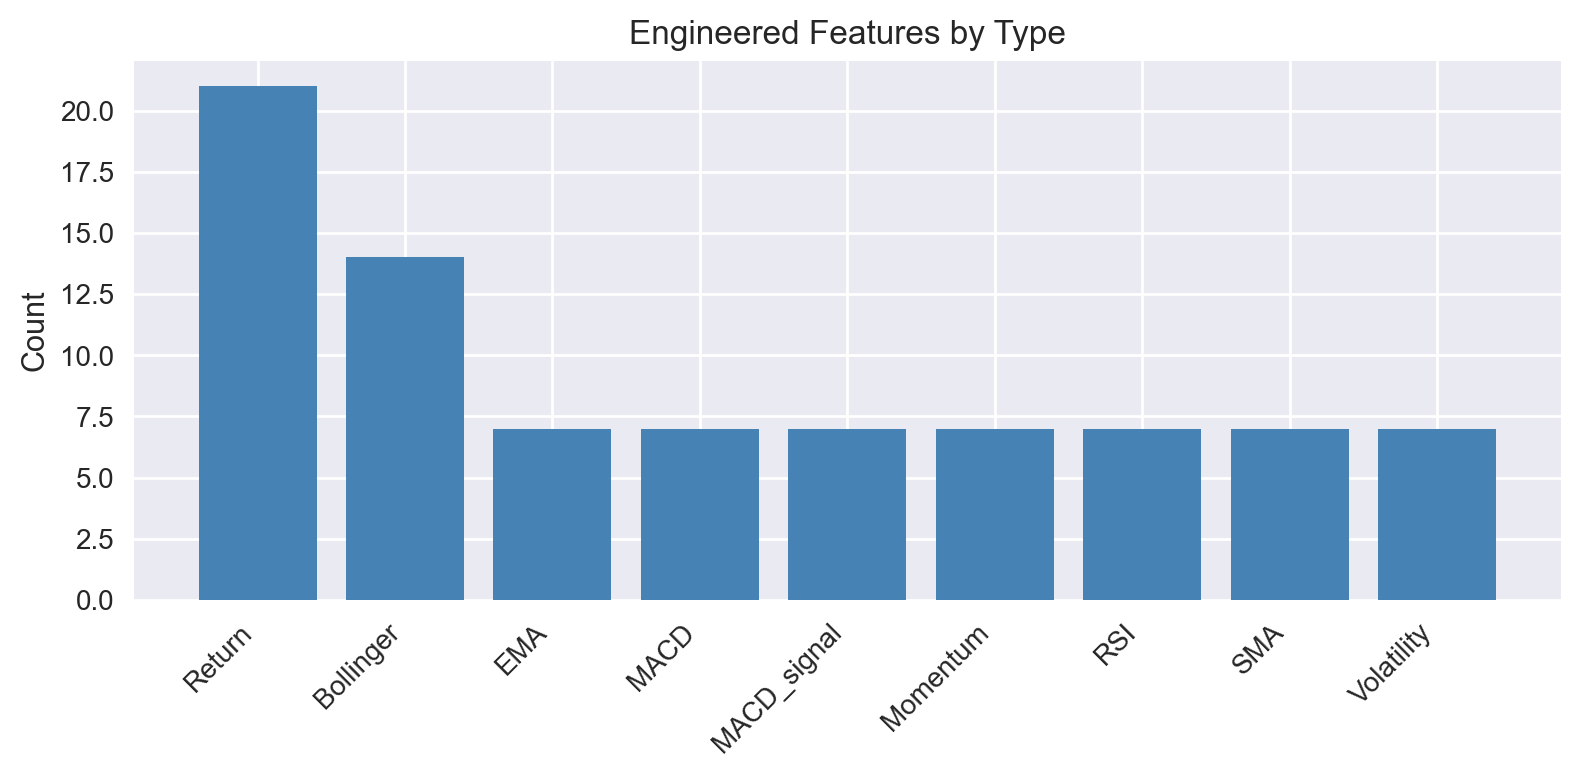 Engineered Features by Type
Count
20.0
17.5
15.0
12.5
10.0
7.5
5.0
2.5
0.0
Return
Bollinger
EMA
MACD
MACD_signal
Momentum
RSI
SMA
Volatility